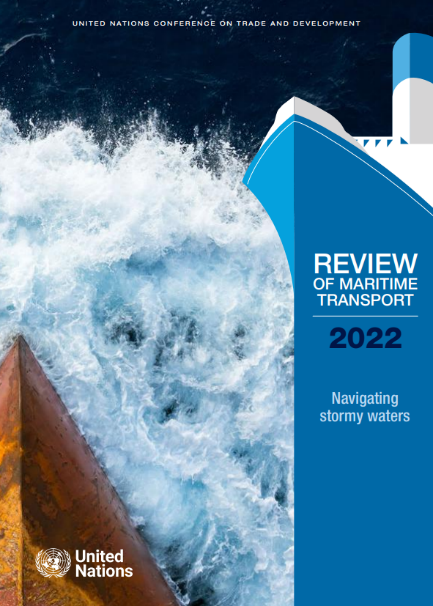 UNITED NATIONS CONFERENCE ON TRADE AND DEVELOPMENT
REVIEW
OF MARITIME
TRANSPORT
2022
Navigating
stormy waters
United
Nations